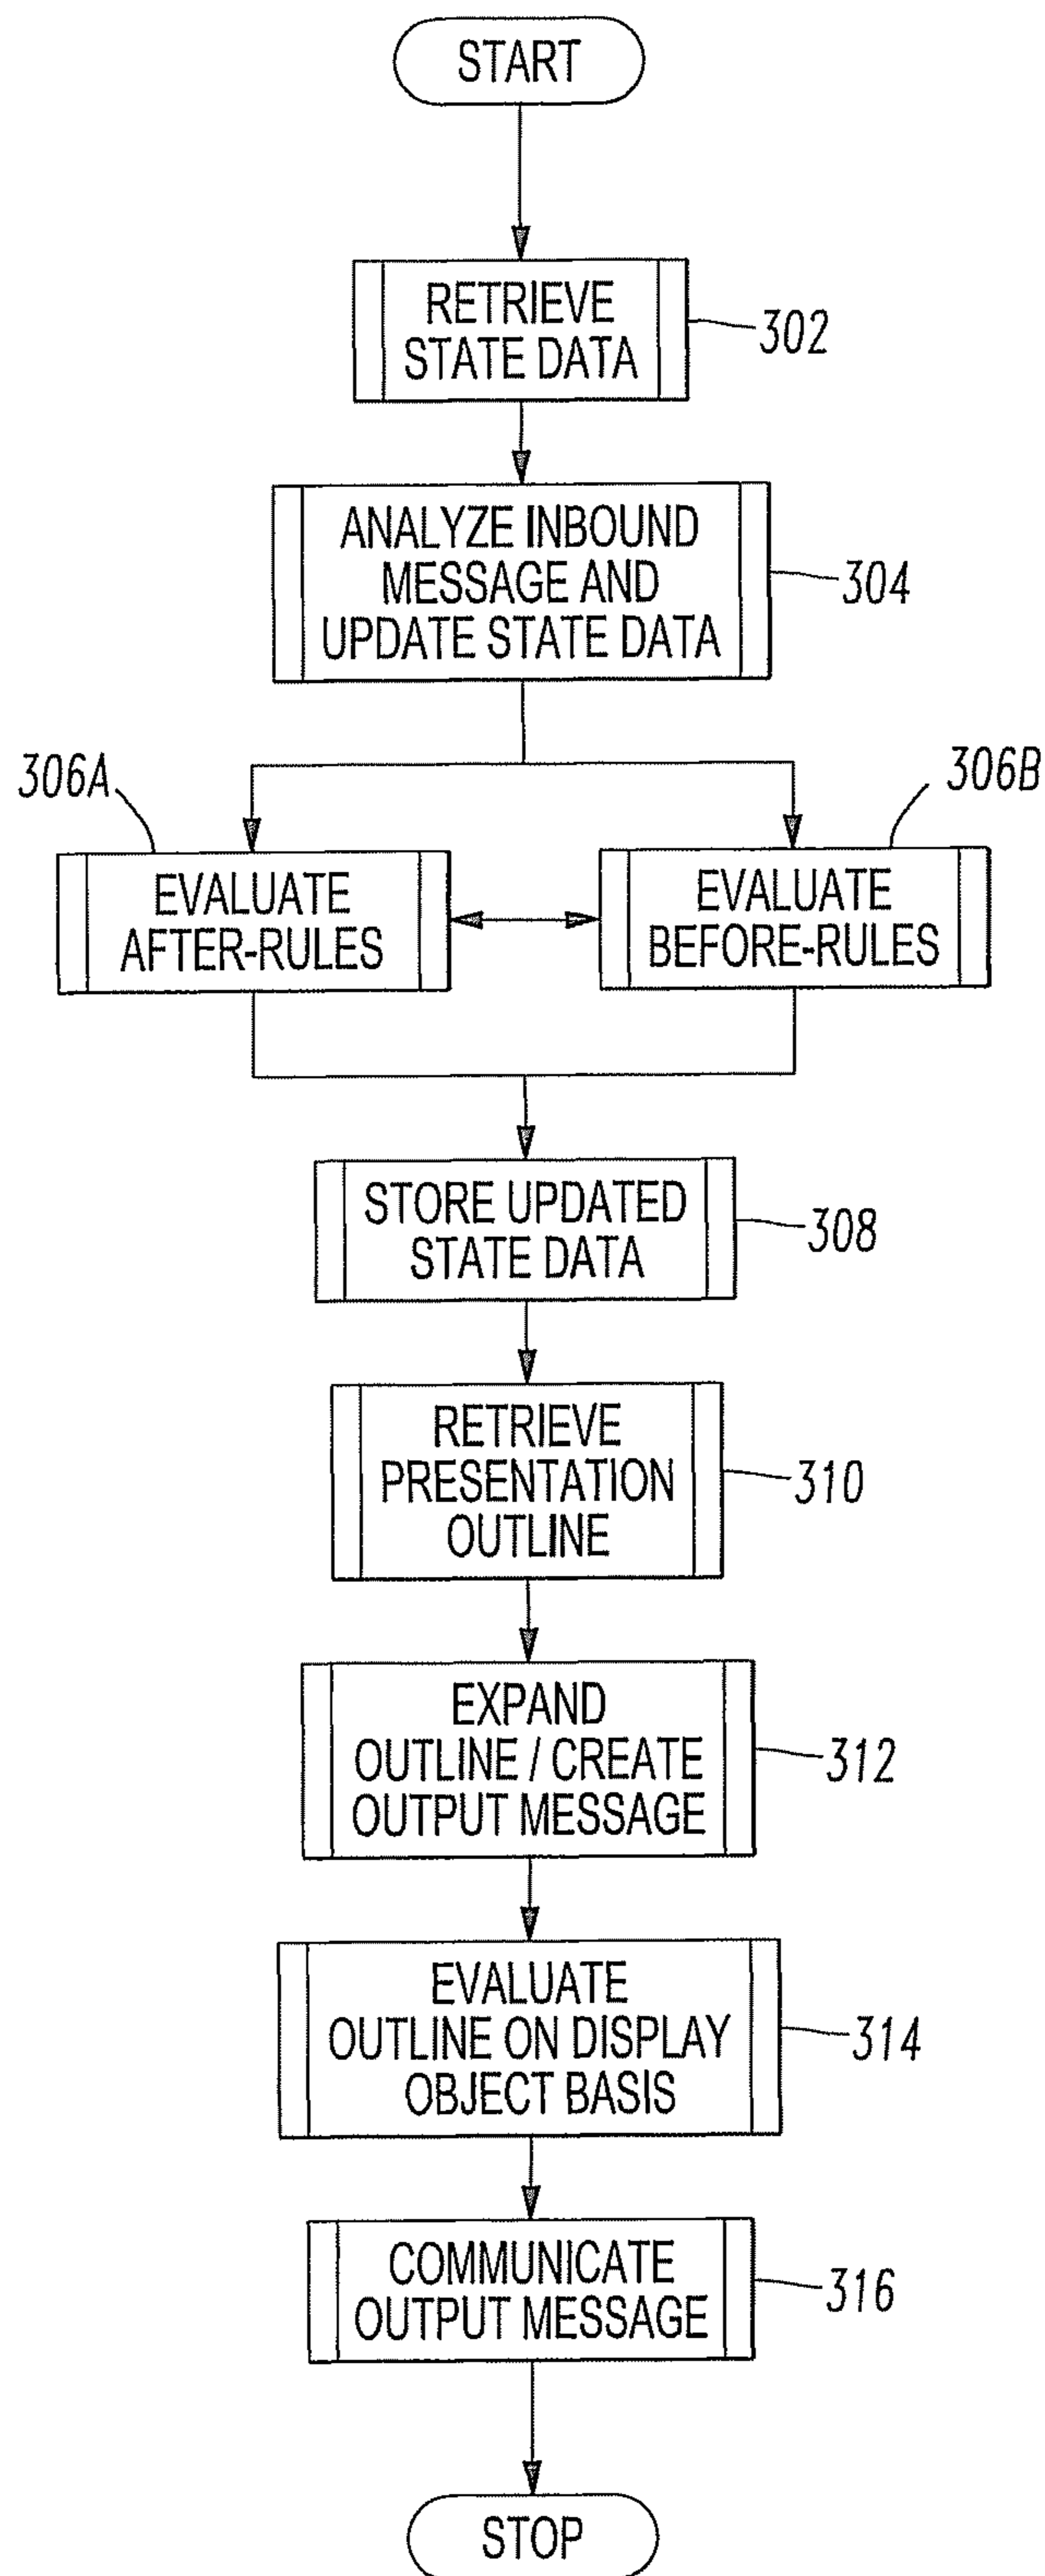 START
RETRIEVE
STATE DATA
302
ANALYZE INBOUND
MESSAGE AND
UPDATE STATE DATA
304
306A
306B
EVALUATE
AFTER-RULES
EVALUATE
BEFORE-RULES
STORE UPDATED
STATE DATA
308
RETRIEVE
PRESENTATION
OUTLINE
310
EXPAND
OUTLINE / CREATE
OUTPUT MESSAGE
312
EVALUATE
OUTLINE ON DISPLAY
OBJECT BASIS
314
COMMUNICATE
OUTPUT MESSAGE
316
STOP